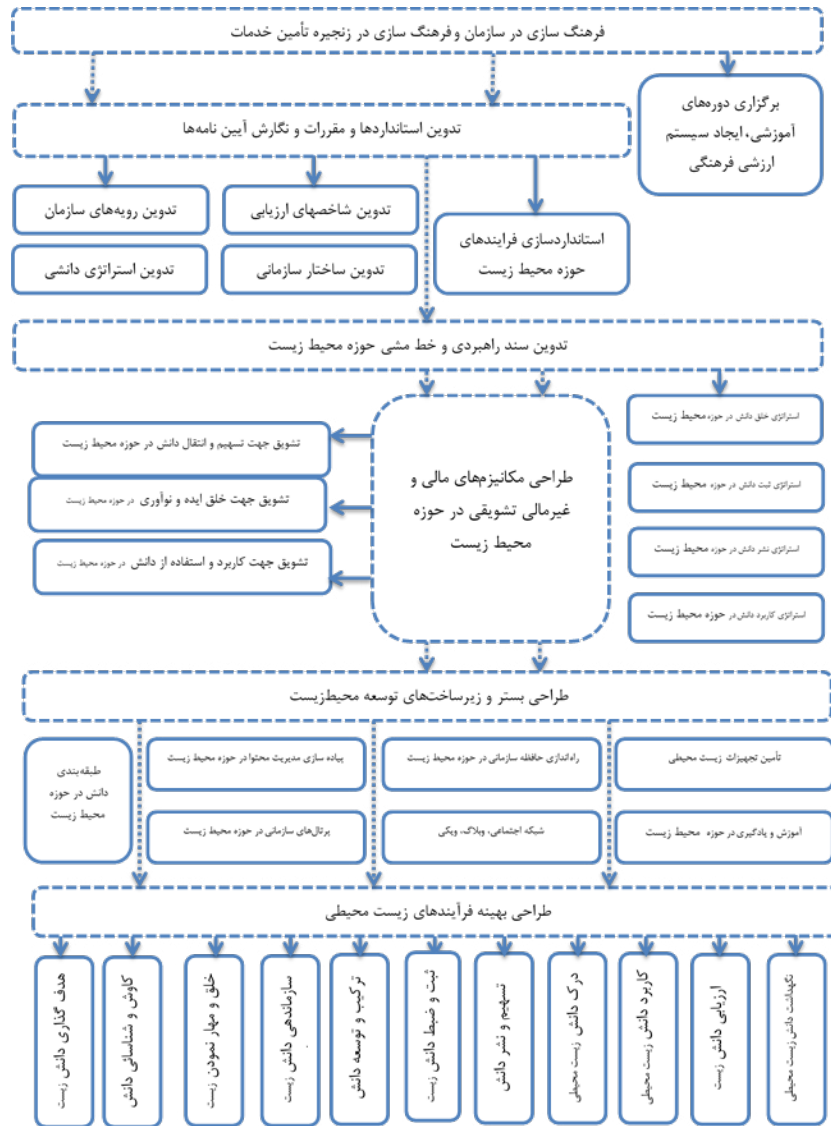 فرهنگ سازی در سازمان و فرهنگ سازی در زنجیره تأمین خدمات
برگزاری دوره‌های
آموزشی، ایجاد سیستم
ارزشی فرهنگی
تدوین استانداردها و مقررات و نگارش آیین نامه‌ها
استانداردسازی فرایندهای
حوزه محیط زیست
تدوین شاخصهای ارزیابی
تدوین رویه‌های سازمان
تدوین ساختار سازمانی
تدوین استراتژی دانشی
تدوین سند راهبردی و خط مشی حوزه محیط زیست
استراتژی خلق دانش در حوزه محیط زیست
استراتژی ثبت دانش در حوزه محیط زیست
استراتژی نشر دانش در حوزه محیط زیست
استراتژی کاربرد دانش در حوزه محیط زیست
طراحی مکانیزم‌های مالی و
غیرمالی تشویقی در حوزه
محیط زیست
تشویق جهت تسهیم و انتقال دانش در حوزه محیط زیست
تشویق جهت خلق ایده و نوآوری در حوزه محیط زیست
تشویق جهت کاربرد و استفاده از دانش در حوزه محیط زیست
طراحی بستر و زیرساخت‌های توسعه محیط‌زیست
تأمین تجهیزات زیست محیطی
راه‌اندازی حافظه سازمانی در حوزه محیط زیست
پیاده سازی مدیریت محتوا در حوزه محیط زیست
طبقه‌بندی
دانش در حوزه
محیط زیست
آموزش و یادگیری در حوزه محیط زیست
شبکه اجتماعی، وبلاگ، ویکی
پرتال‌های سازمانی در حوزه محیط زیست
طراحی بهینه فرآیندهای زیست محیطی
نگهداشت دانش زیست محیطی
ارزیابی دانش زیست
کاربرد دانش زیست محیطی
درک دانش زیست محیطی
تسهیم و نشر دانش
ثبت و ضبط دانش زیست
ترکیب و توسعه دانش
سازماندهی دانش زیست
خلق و مهار نمودن زیست
کاوش و شناسائی دانش
هدف گذاری دانش زیست